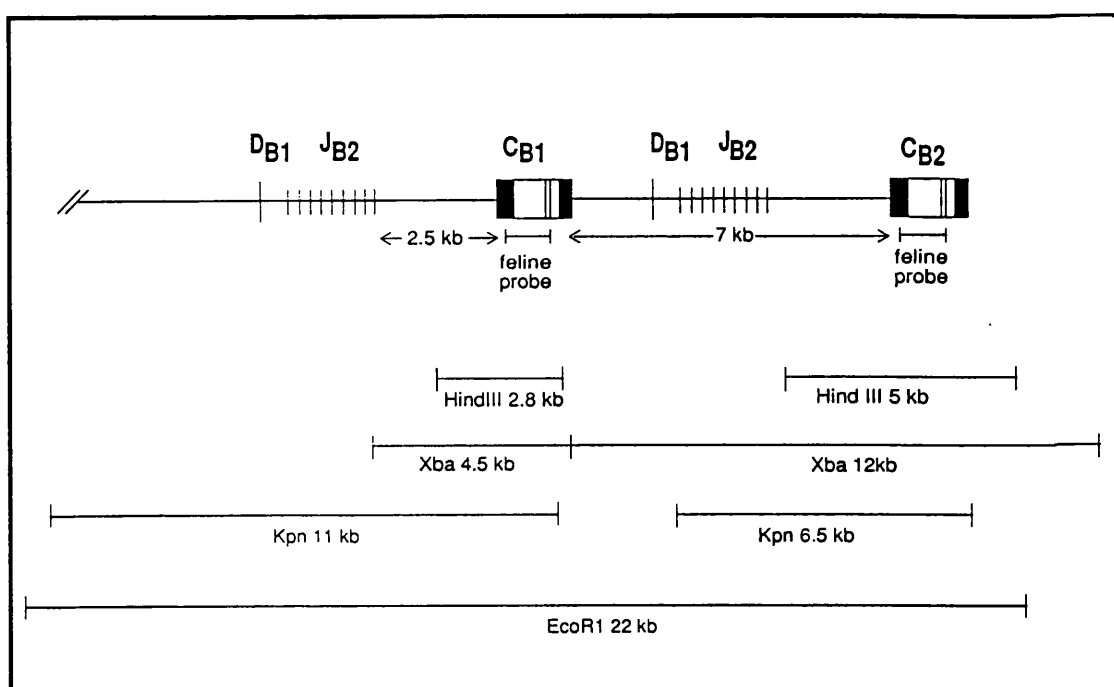 DB1 JB2 CB1 DB1 JB2 CB2
2.5 kb 7 kb
feline probe feline probe
HindIII 2.8 kb Hind III 5 kb
Xba 4.5 kb Xba 12kb
Kpn 11 kb Kpn 6.5 kb
EcoR1 22 kb